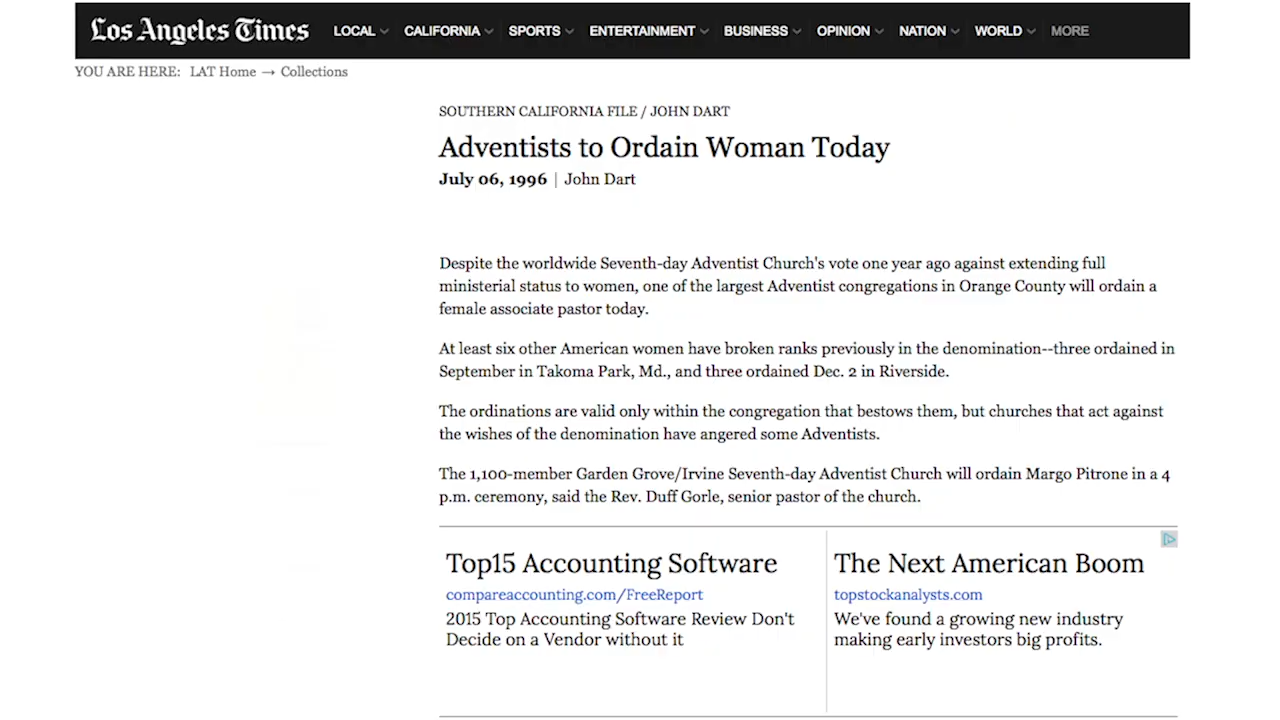 Los Angeles Times LOCAL CALIFORNIA SPORTS ENTERTAINMENT BUSINESS OPINION NATION WORLD MORE
YOU ARE HERE: LAT Home → Collections
SOUTHERN CALIFORNIA FILE / JOHN DART
Adventists to Ordain Woman Today
July 06, 1996 | John Dart
Despite the worldwide Seventh-day Adventist Church's vote one year ago against extending full
ministerial status to women, one of the largest Adventist congregations in Orange County will ordain a
female associate pastor today.
At least six other American women have broken ranks previously in the denomination--three ordained in
September in Takoma Park, Md., and three ordained Dec. 2 in Riverside.
The ordinations are valid only within the congregation that bestows them, but churches that act against
the wishes of the denomination have angered some Adventists.
The 1,100-member Garden Grove/Irvine Seventh-day Adventist Church will ordain Margo Pitrone in a 4
p.m. ceremony, said the Rev. Duff Gorle, senior pastor of the church.
Top15 Accounting Software
compareaccounting.com/FreeReport
2015 Top Accounting Software Review Don't
Decide on a Vendor without it
The Next American Boom
topstockanalysts.com
We've found a growing new industry
making early investors big profits.